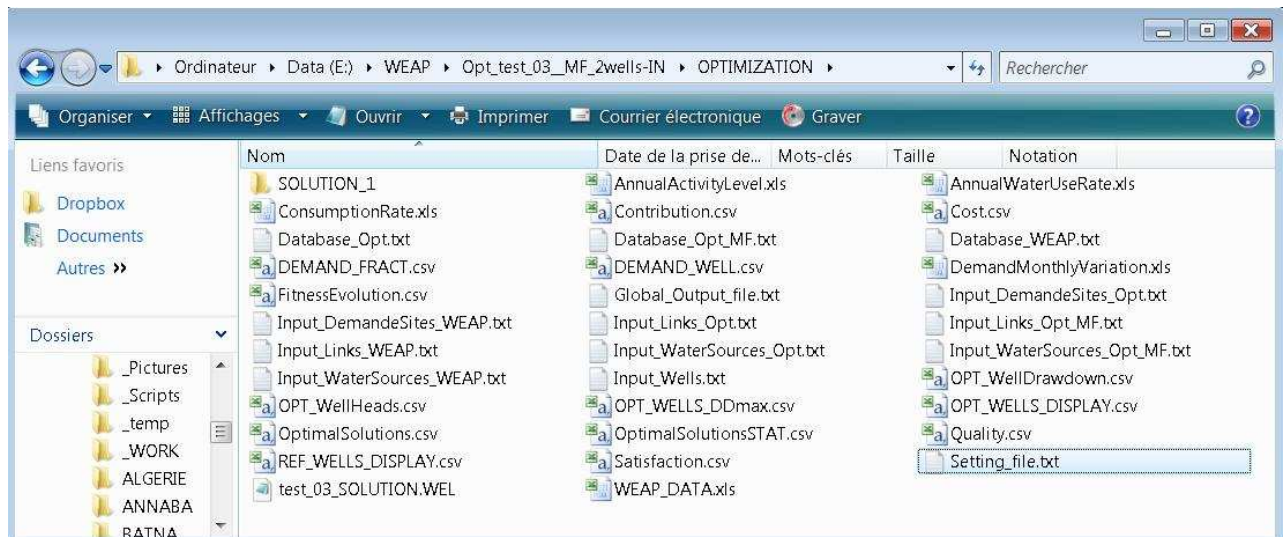 Ordinateur Data (E:) WEAP Opt_test_03__MF_2wells-IN OPTIMIZATION Rechercher
Organiser Affichages Ouvrir Imprimer Courrier électronique Graver
Liens favoris
Dropbox
Documents
Autres »
Dossiers
_Pictures
_Scripts
_temp
_WORK
ALGERIE
ANNABA
BATNA
Nom Date de la prise de... Mots-clés Taille Notation
SOLUTION_1 AnnualActivityLevel.xls AnnualWaterUseRate.xls
ConsumptionRate.xls Contribution.csv Cost.csv
Database_Opt.txt Database_Opt_MF.txt Database_WEAP.txt
DEMAND_FRACT.csv DEMAND_WELL.csv DemandMonthlyVariation.xls
FitnessEvolution.csv Global_Output_file.txt Input_DemandeSites_Opt.txt
Input_DemandeSites_WEAP.txt Input_Links_Opt.txt Input_Links_Opt_MF.txt
Input_Links_WEAP.txt Input_WaterSources_Opt.txt Input_WaterSources_Opt_MF.txt
Input_WaterSources_WEAP.txt Input_Wells.txt OPT_WellDrawdown.csv
OPT_WellHeads.csv OPT_WELLS_DDmax.csv OPT_WELLS_DISPLAY.csv
OptimalSolutions.csv OptimalSolutionsSTAT.csv Quality.csv
REF_WELLS_DISPLAY.csv Satisfaction.csv Setting_file.txt
test_03_SOLUTION.WEL WEAP_DATA.xls